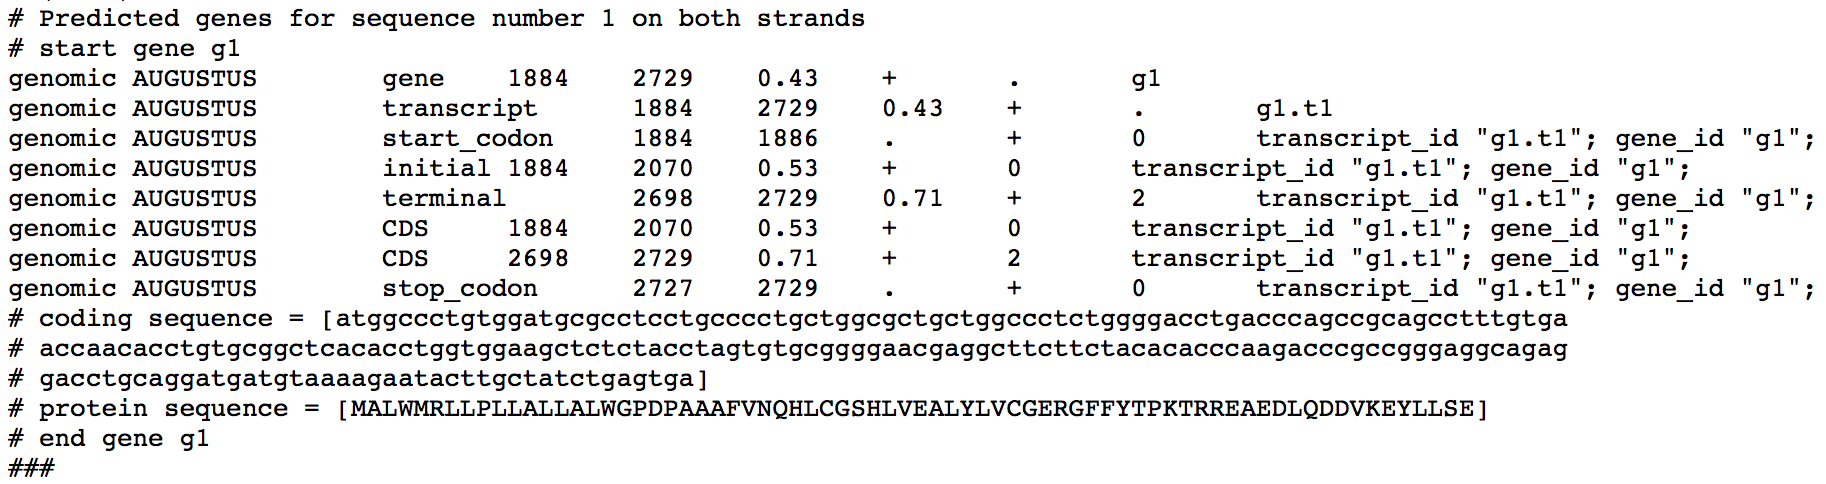 # Predicted genes for sequence number 1 on both strands
# start gene g1
genomic AUGUSTUS gene 1884 2729 0.43 + . g1
genomic AUGUSTUS transcript 1884 2729 0.43 + . g1.t1
genomic AUGUSTUS start_codon 1884 1886 . + 0 transcript_id "g1.t1"; gene_id "g1";
genomic AUGUSTUS initial 1884 2070 0.53 + 0 transcript_id "g1.t1"; gene_id "g1";
genomic AUGUSTUS terminal 2698 2729 0.71 + 2 transcript_id "g1.t1"; gene_id "g1";
genomic AUGUSTUS CDS 1884 2070 0.53 + 0 transcript_id "g1.t1"; gene_id "g1";
genomic AUGUSTUS CDS 2698 2729 0.71 + 2 transcript_id "g1.t1"; gene_id "g1";
genomic AUGUSTUS stop_codon 2727 2729 . + 0 transcript_id "g1.t1"; gene_id "g1";
# coding sequence = [atggccctgtggatgcgcctcctgcccctgctggcgctgctggccctctggggacctgacccagccgcagcctttgtga
# accaacacctgtgcggctcacacctggtggaagctctctacctagtgtgcggggaacgaggcttcttctacacacccaagacccgccgggaggcagag
# gacctgcaggatgatgtaaaagaatacttgctatctgagtga]
# protein sequence = [MALWMRLLPLLALLALWGPDPAAAFVNQHLCGSHLVEALYLVCGERGFFYTPKTRREAEDLQDDVKEYLLSE]
# end gene g1
###